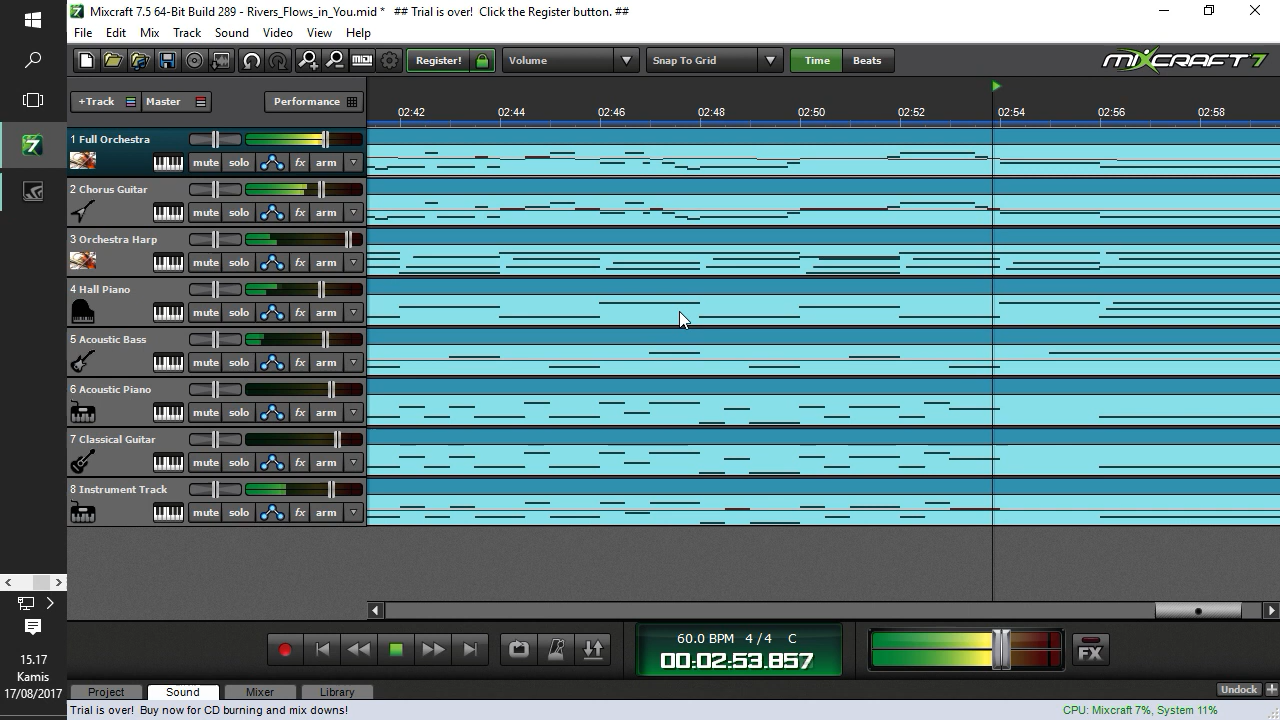 Mixcraft 7.5 64-Bit Build 289 - Rivers_Flows_in_You.mid * ## Trial is over! Click the Register button. ##
File Edit Mix Track Sound Video View Help
Register! Volume Snap To Grid Time Beats MIXCRAFT 7
+Track Master Performance
02:42 02:44 02:46 02:48 02:50 02:52 02:54 02:56 02:58
1 Full Orchestra
mute solo fx arm
2 Chorus Guitar
mute solo fx arm
3 Orchestra Harp
mute solo fx arm
4 Hall Piano
mute solo fx arm
5 Acoustic Bass
mute solo fx arm
6 Acoustic Piano
mute solo fx arm
7 Classical Guitar
mute solo fx arm
8 Instrument Track
mute solo fx arm
60.0 BPM 4/4 C
00:02:53.857
FX
15.17
Kamis
17/08/2017
Project Sound Mixer Library Undock +
Trial is over! Buy now for CD burning and mix downs! CPU: Mixcraft 7%, System 11%